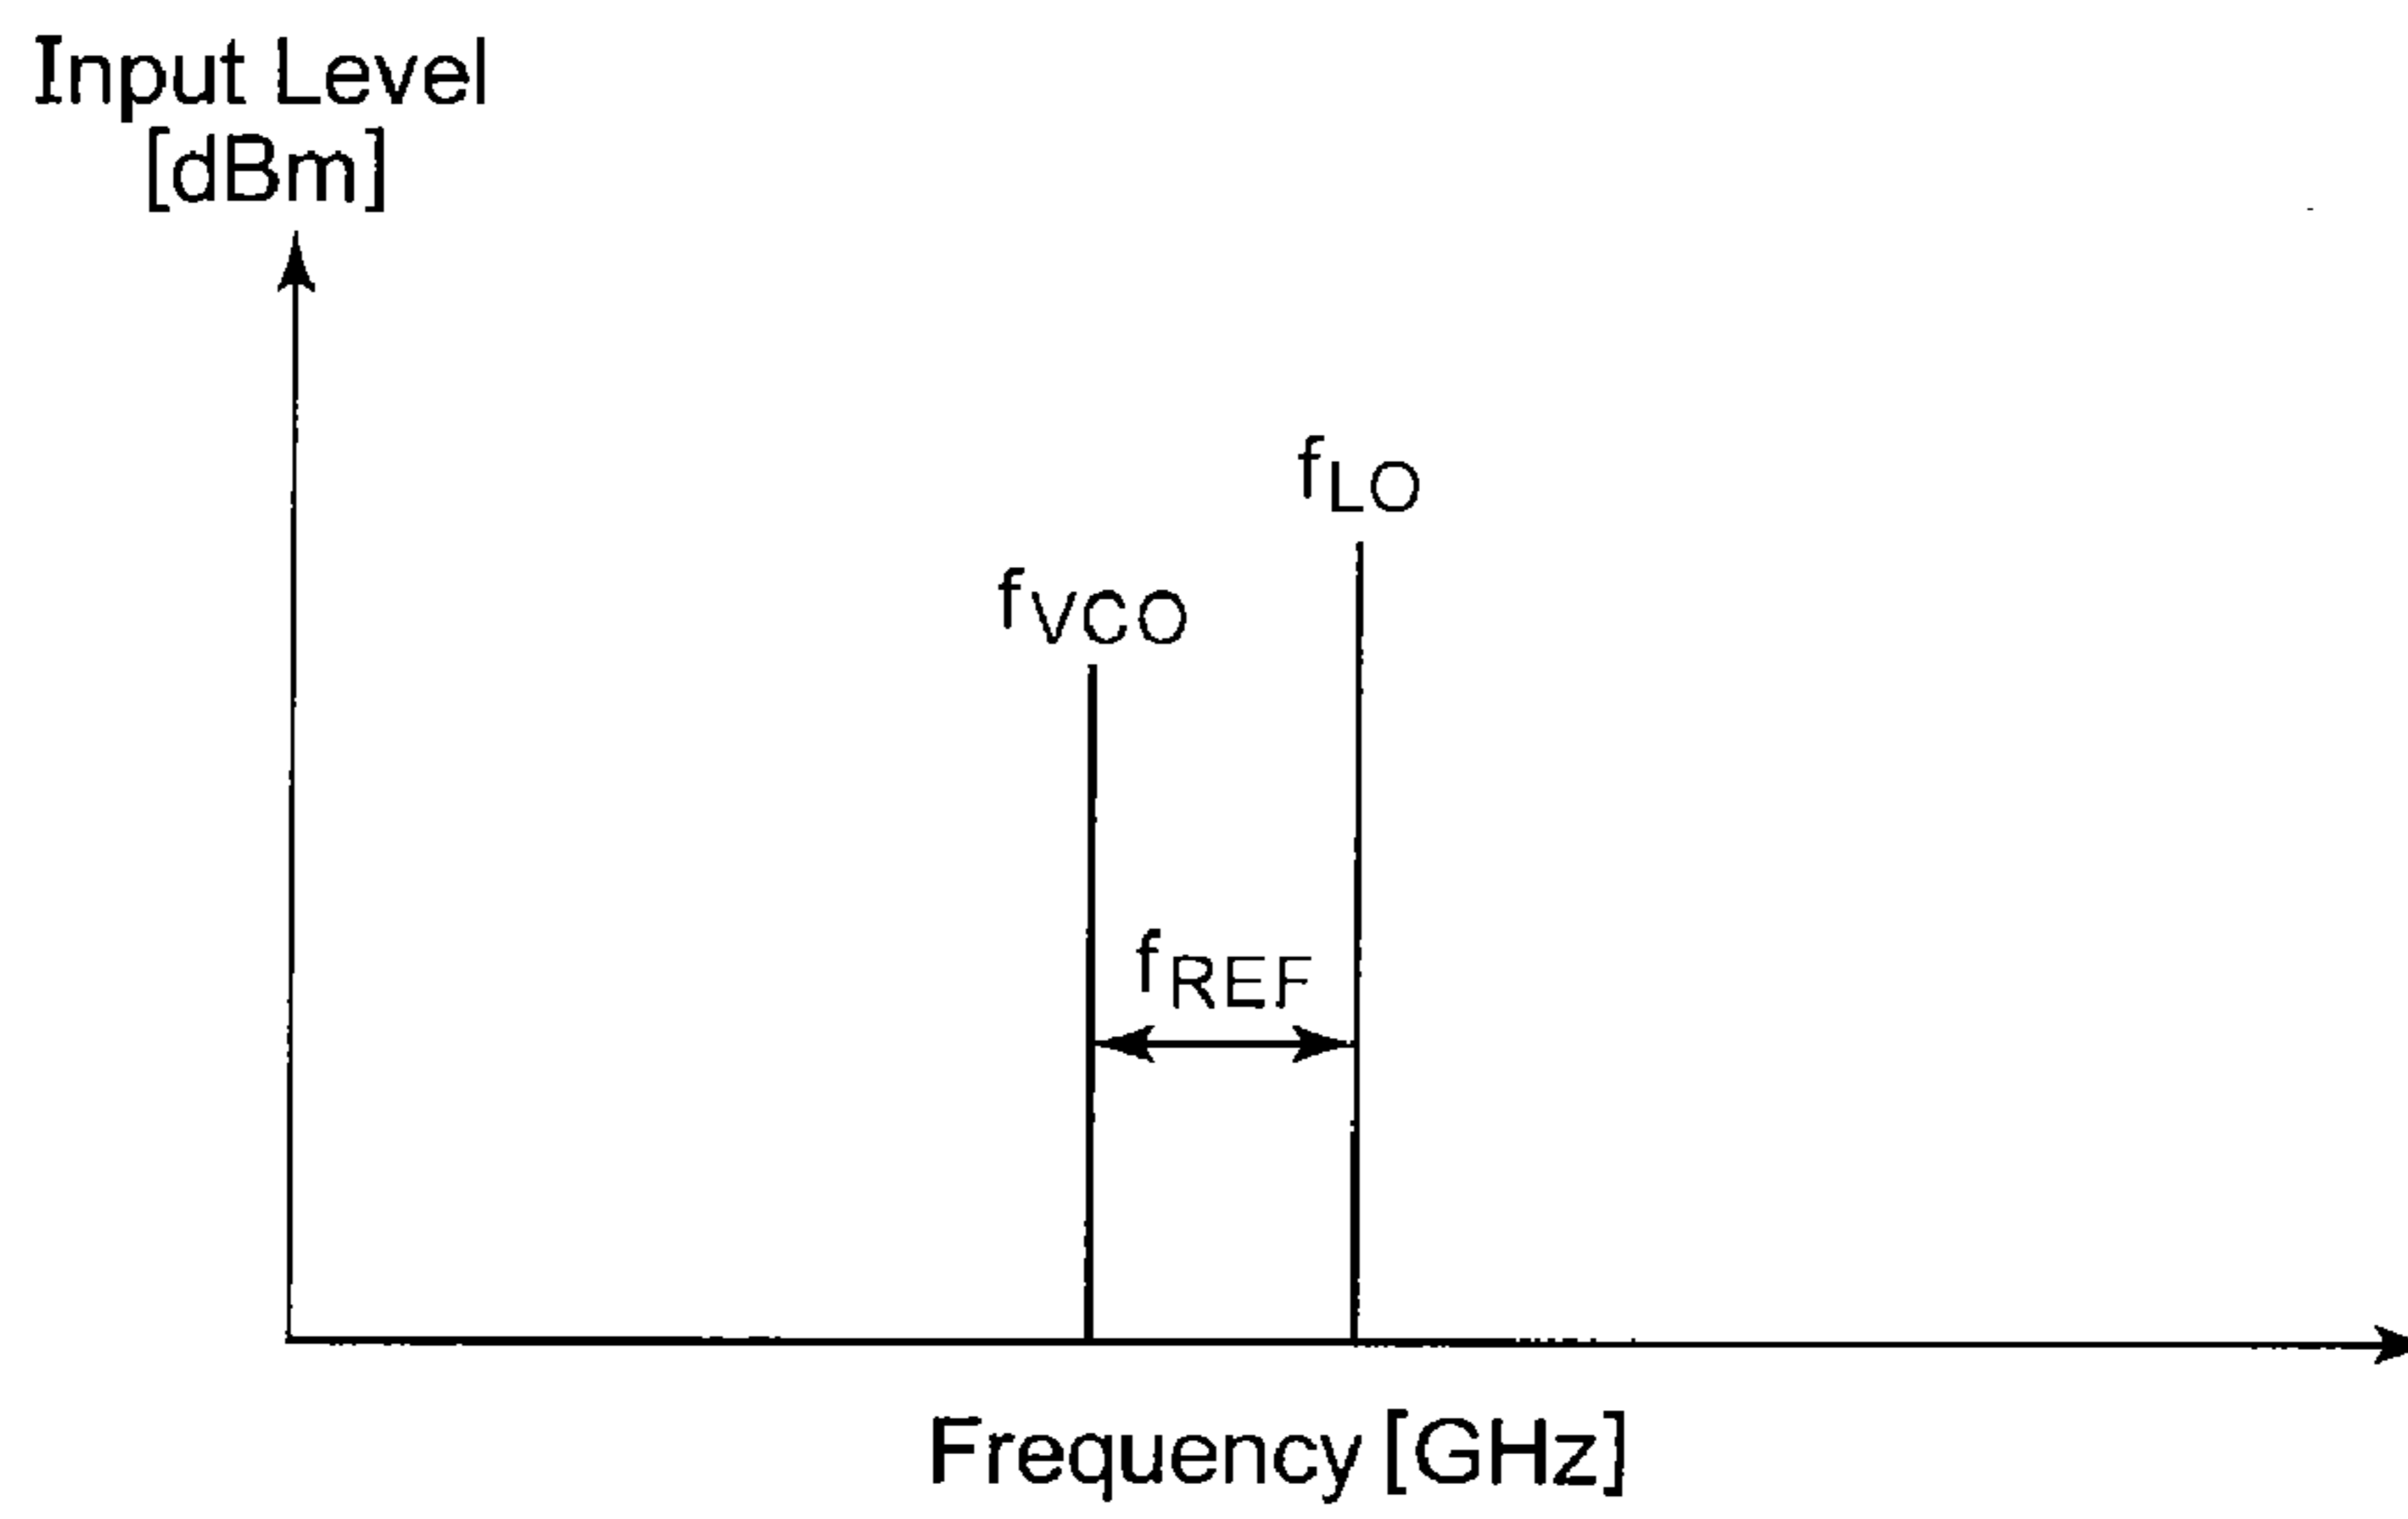 Input Level
[dBm]
fLO
fVCO
fREF
Frequency [GHz]